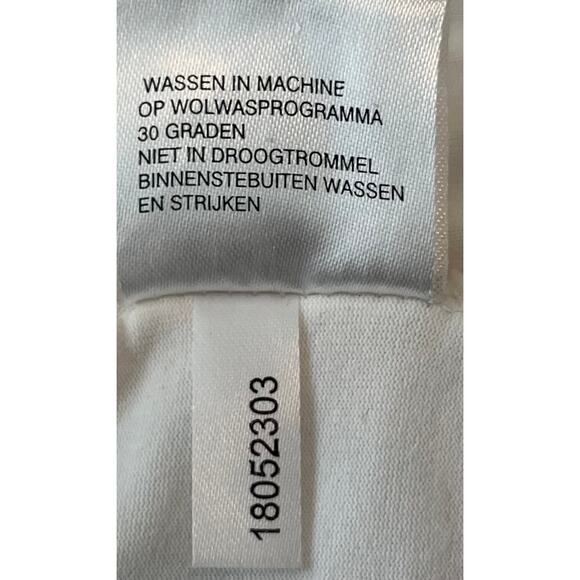 WASSEN IN MACHINE
OP WOLWASPROGRAMMA
30 GRADEN
NIET IN DROOGTROMMEL
BINNENSTEBUITEN WASSEN
EN STRIJKEN
18052303